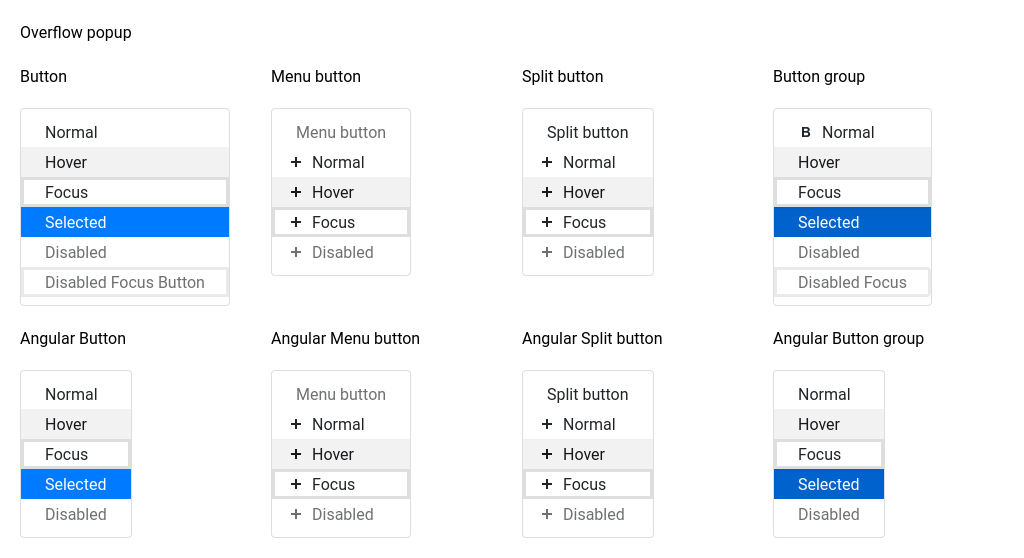 Overflow popup
Button
Normal
Hover
Focus
Selected
Disabled
Disabled Focus Button
Menu button
Menu button
+ Normal
+ Hover
+ Focus
+ Disabled
Split button
Split button
+ Normal
+ Hover
+ Focus
+ Disabled
Button group
B Normal
Hover
Focus
Selected
Disabled
Disabled Focus
Angular Button
Normal
Hover
Focus
Selected
Disabled
Angular Menu button
Menu button
+ Normal
+ Hover
+ Focus
+ Disabled
Angular Split button
Split button
+ Normal
+ Hover
+ Focus
+ Disabled
Angular Button group
Normal
Hover
Focus
Selected
Disabled